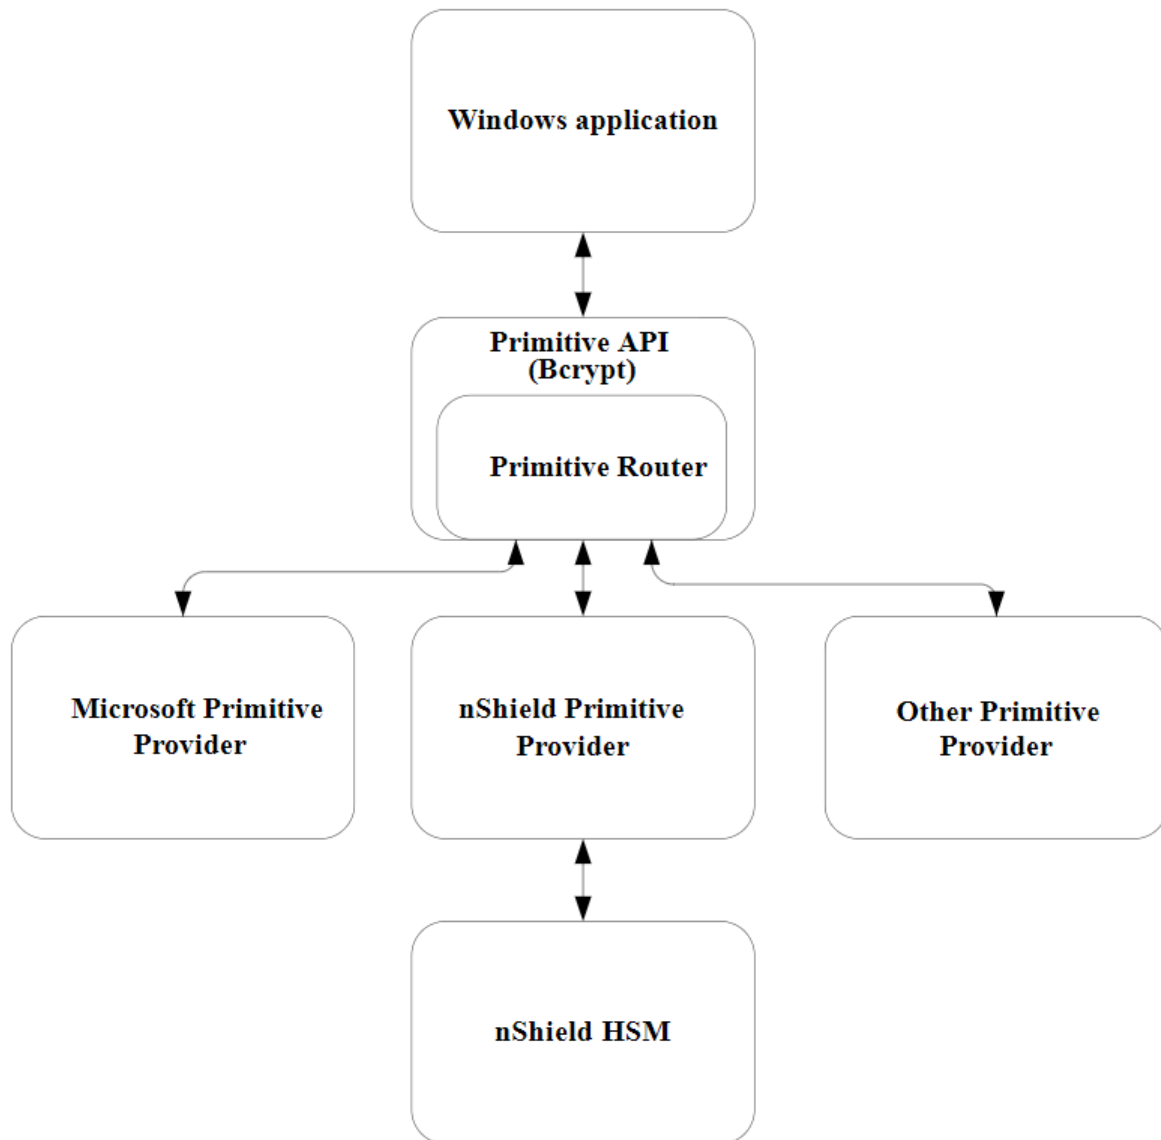 Windows application
Primitive API
(Bcrypt)
Primitive Router
Microsoft Primitive
Provider
nShield Primitive
Provider
Other Primitive
Provider
nShield HSM